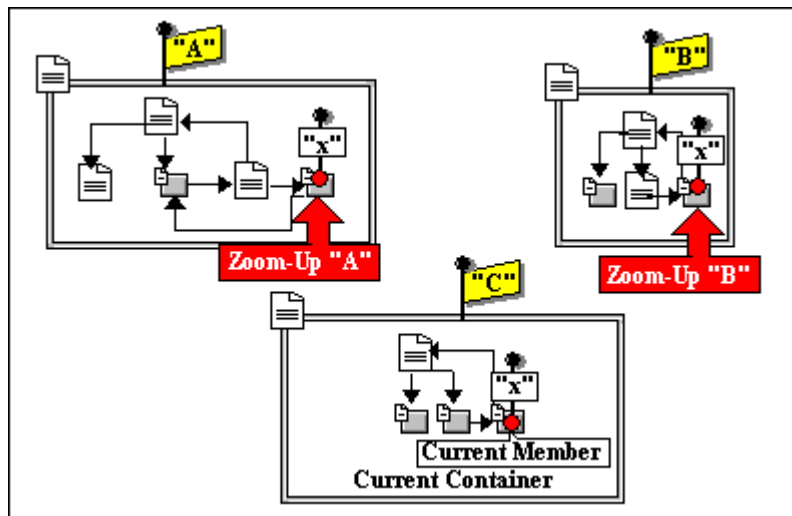 "A"
"B"
"x"
"x"
Zoom-Up "A"
Zoom-Up "B"
"C"
"x"
Current Member
Current Container